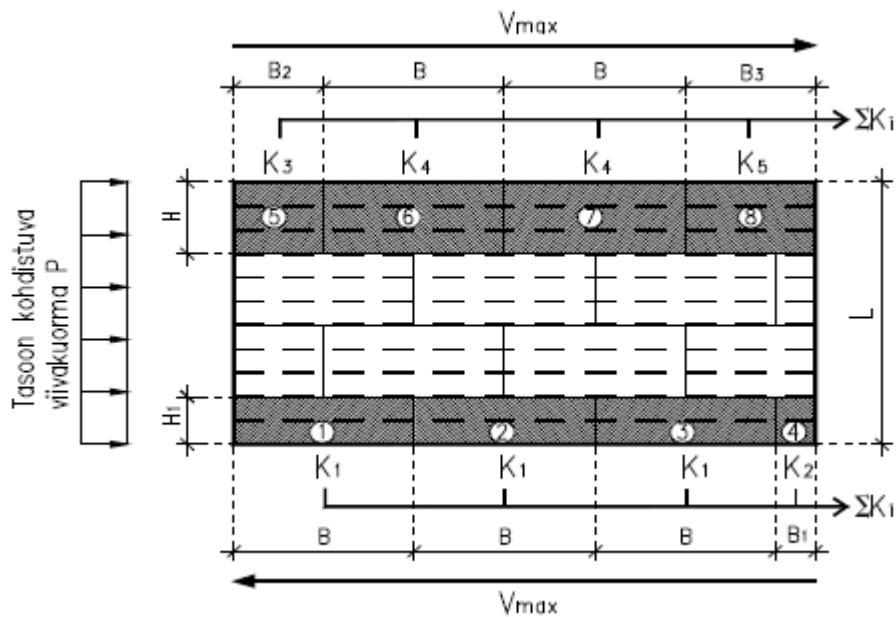 Vmax
B2 B B B3
ΣKi
K3 K4 K4 K5
5 6 7 8
H
Tasoon kohdistuva
viivakuorma P
L
H1
1 2 3 4
K1 K1 K1 K2
ΣKi
B B B B1
Vmax